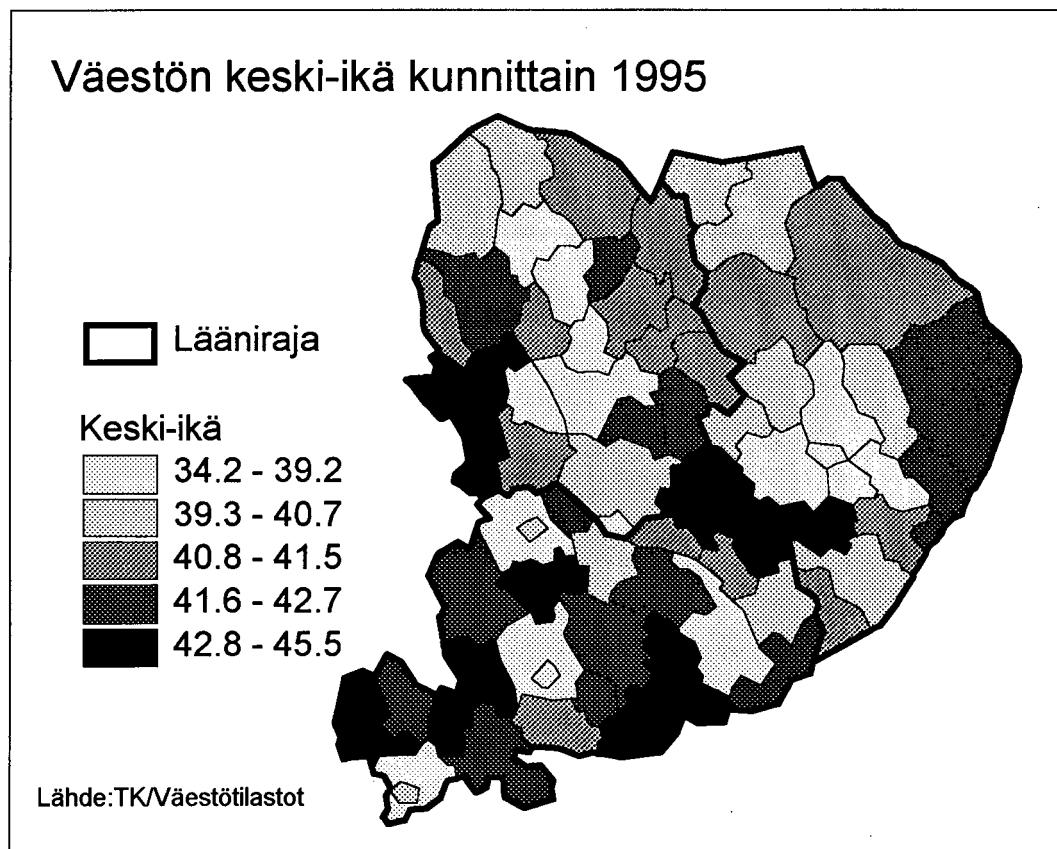 Väestön keski-ikä kunnittain 1995
Lääniraja
Keski-ikä
34.2 - 39.2
39.3 - 40.7
40.8 - 41.5
41.6 - 42.7
42.8 - 45.5
Lähde:TK/Väestötilastot